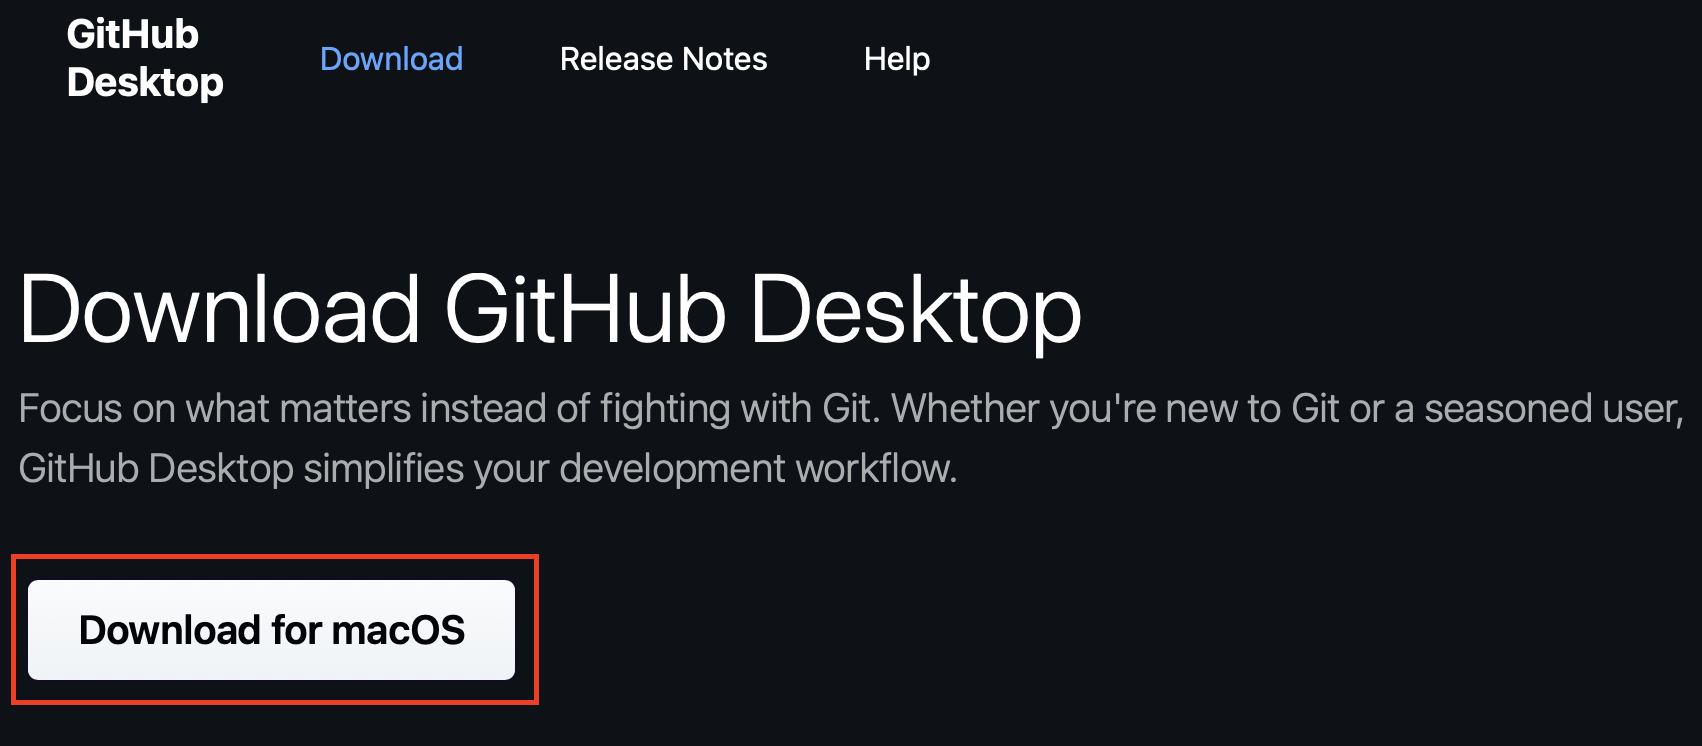 GitHub
Desktop
Download
Release Notes
Help
Download GitHub Desktop
Focus on what matters instead of fighting with Git. Whether you're new to Git or a seasoned user,
GitHub Desktop simplifies your development workflow.
Download for macOS